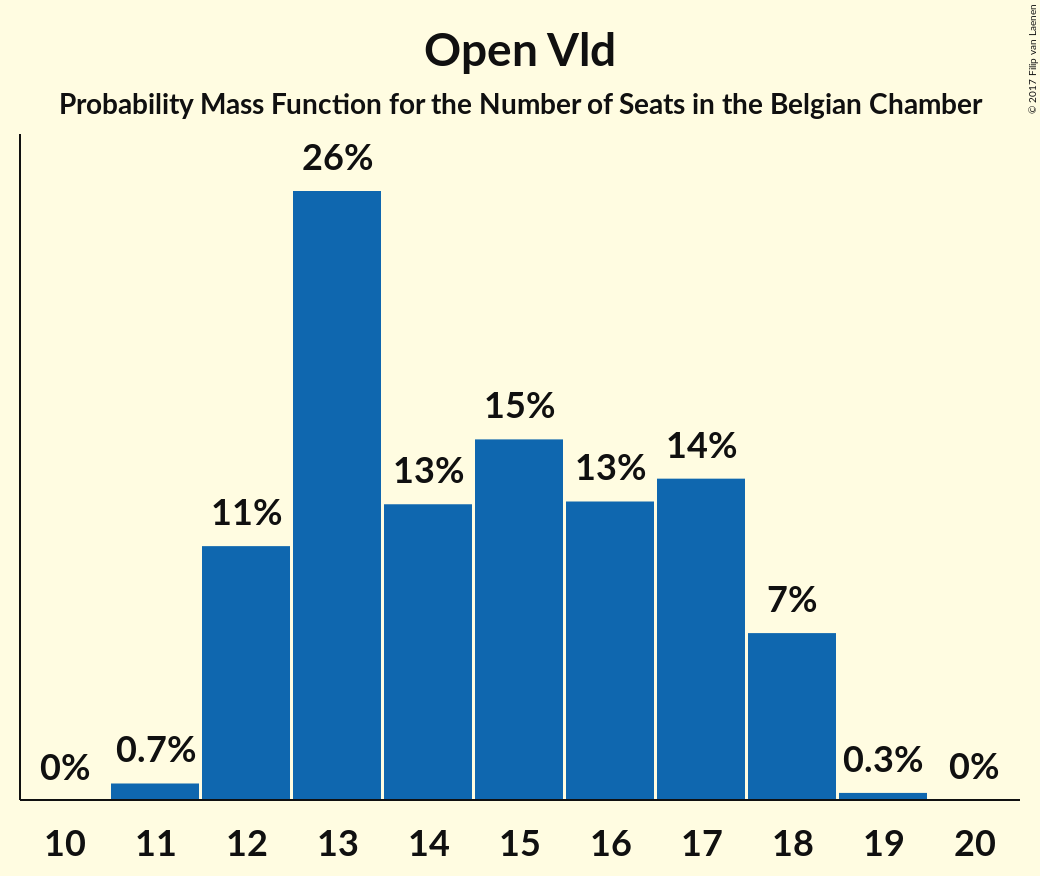 Open Vld
Probability Mass Function for the Number of Seats in the Belgian Chamber
© 2017 Filip van Laenen
26%
15%
14%
13%
13%
11%
7%
0.7%
0.3%
0%
0%
10 11 12 13 14 15 16 17 18 19 20